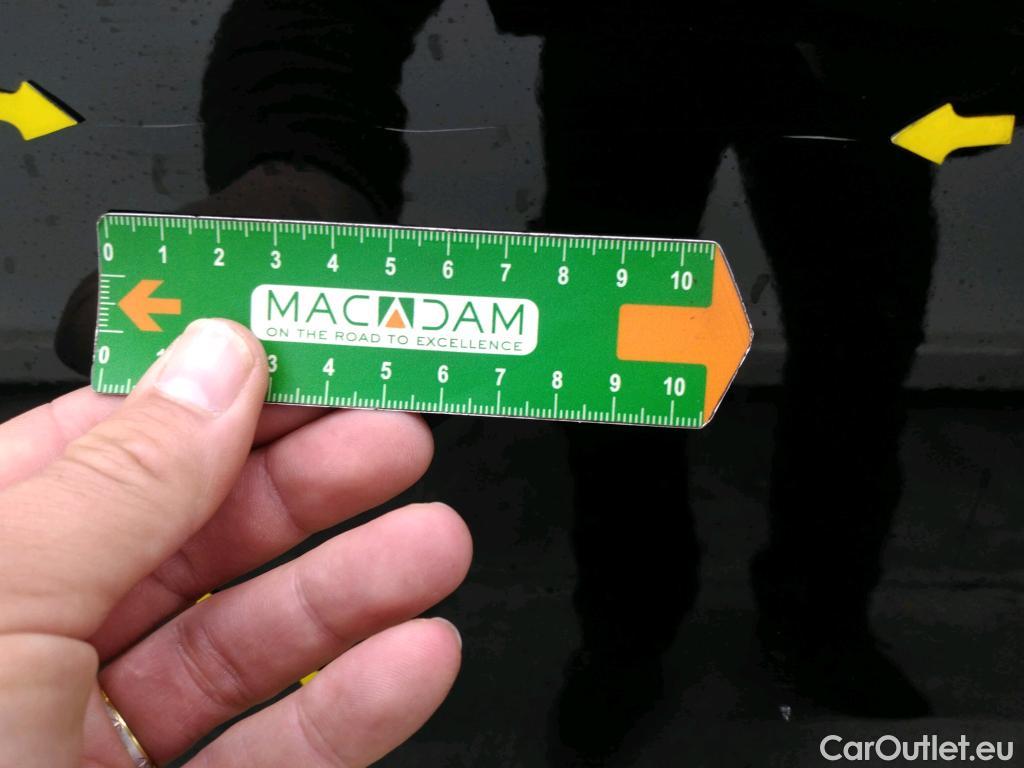 0 1 2 3 4 5 6 7 8 9 10
MACADAM
ON THE ROAD TO EXCELLENCE
0 1 3 4 5 6 7 8 9 10
CarOutlet.eu